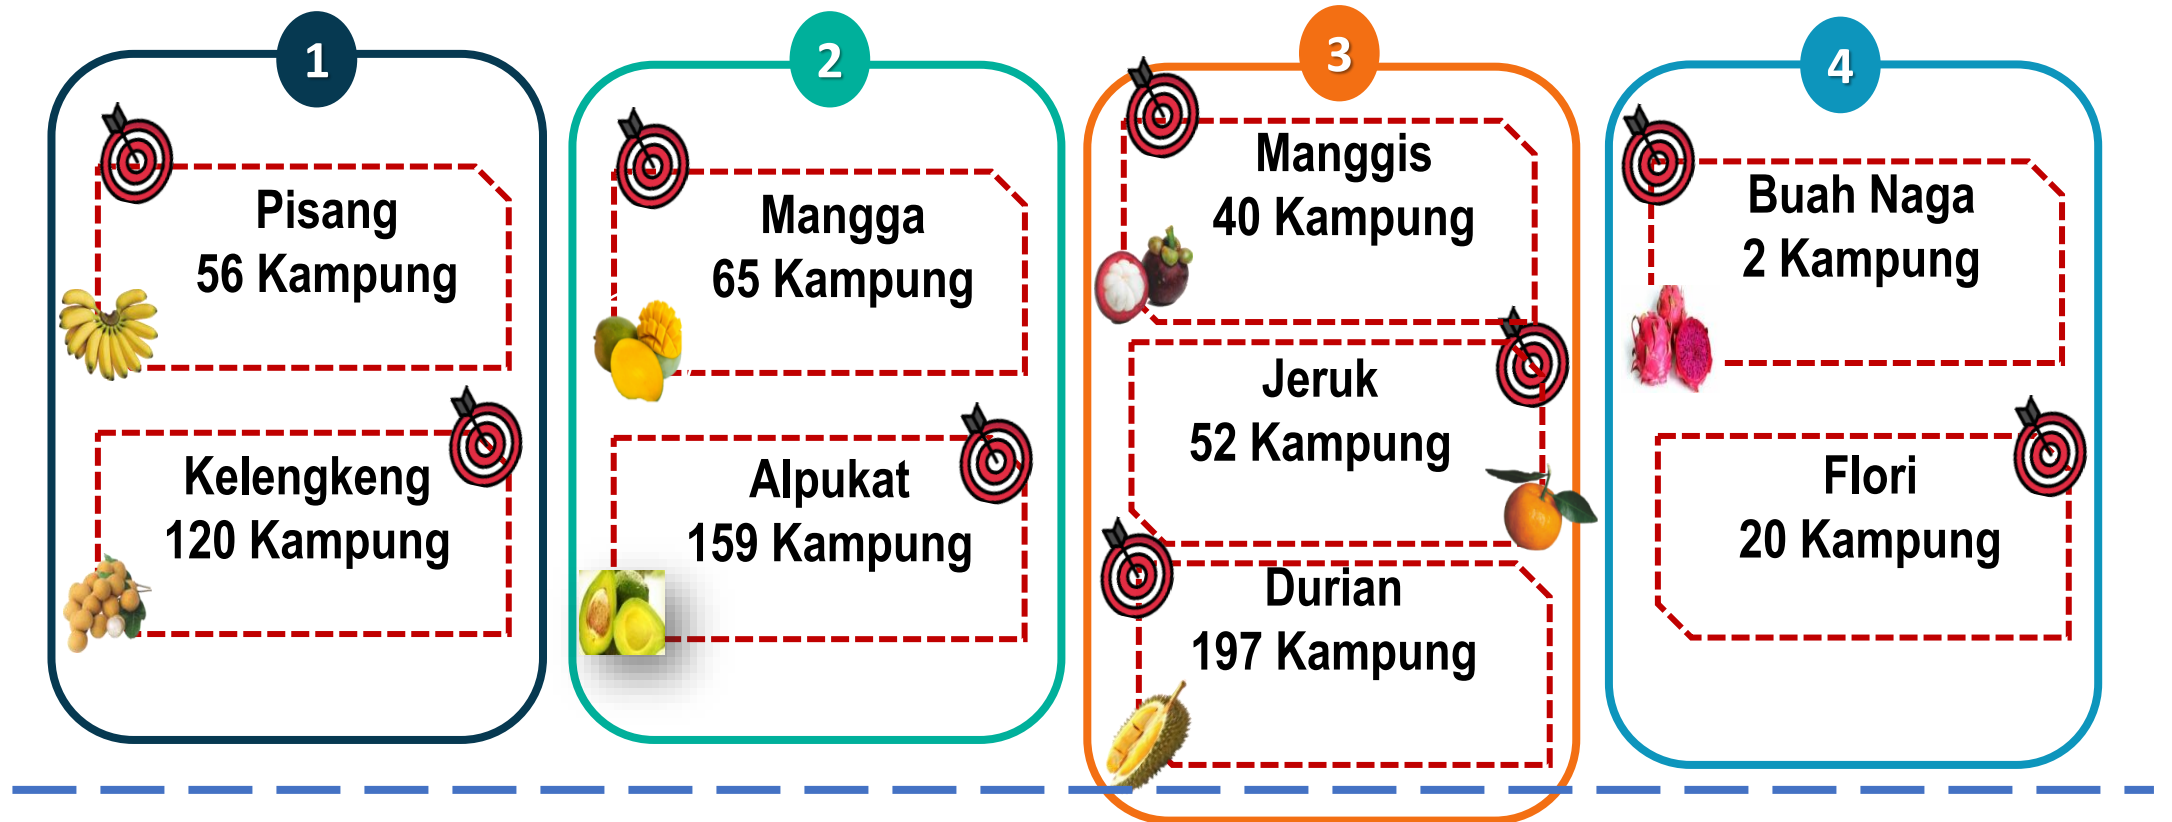 1
Pisang
56 Kampung
Kelengkeng
120 Kampung
2
Mangga
65 Kampung
Alpukat
159 Kampung
3
Manggis
40 Kampung
Jeruk
52 Kampung
Durian
197 Kampung
4
Buah Naga
2 Kampung
Flori
20 Kampung